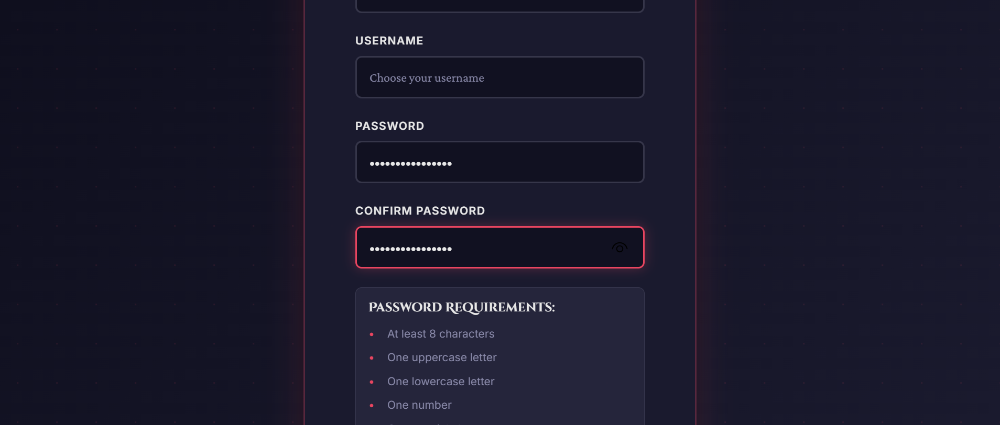 USERNAME
Choose your username
PASSWORD
••••••••••••••••
CONFIRM PASSWORD
••••••••••••••••
Password Requirements:
• At least 8 characters
• One uppercase letter
• One lowercase letter
• One number